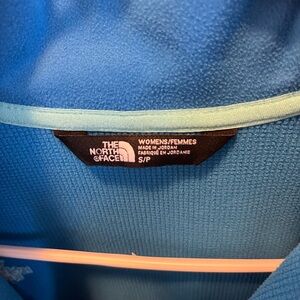 THE
NORTH
FACE
WOMENS/FEMMES
MADE IN JORDAN
FABRIQUÉ EN JORDANIE
S/P